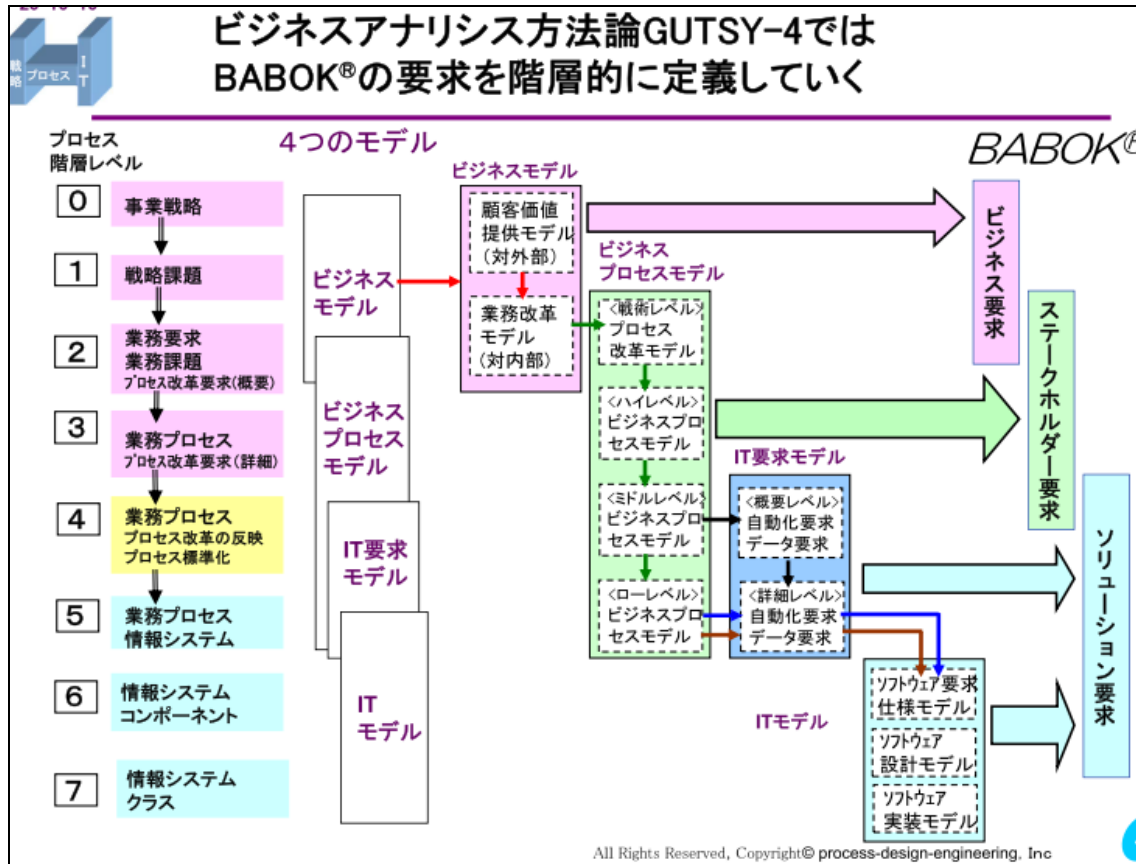 戦略
プロセス
IT
ビジネスアナリシス方法論GUTSY-4では
BABOK®の要求を階層的に定義していく
プロセス
階層レベル
4つのモデル
BABOK®
0
事業戦略
1
戦略課題
2
業務要求
業務課題
プロセス改革要求(概要)
3
業務プロセス
プロセス改革要求(詳細)
4
業務プロセス
プロセス改革の反映
プロセス標準化
5
業務プロセス
情報システム
6
情報システム
コンポーネント
7
情報システム
クラス
ビジネス
モデル
ビジネス
プロセス
モデル
IT要求
モデル
IT
モデル
ビジネスモデル
顧客価値
提供モデル
(対外部)
業務改革
モデル
(対内部)
ビジネス
プロセスモデル
<戦術レベル>
プロセス
改革モデル
<ハイレベル>
ビジネスプロ
セスモデル
<ミドルレベル>
ビジネスプロ
セスモデル
<ローレベル>
ビジネスプロ
セスモデル
IT要求モデル
<概要レベル>
自動化要求
データ要求
<詳細レベル>
自動化要求
データ要求
ITモデル
ソフトウェア要求
仕様モデル
ソフトウェア
設計モデル
ソフトウェア
実装モデル
ビジネス要求
ステークホルダー要求
ソリューション要求
All Rights Reserved, Copyright© process-design-engineering, Inc